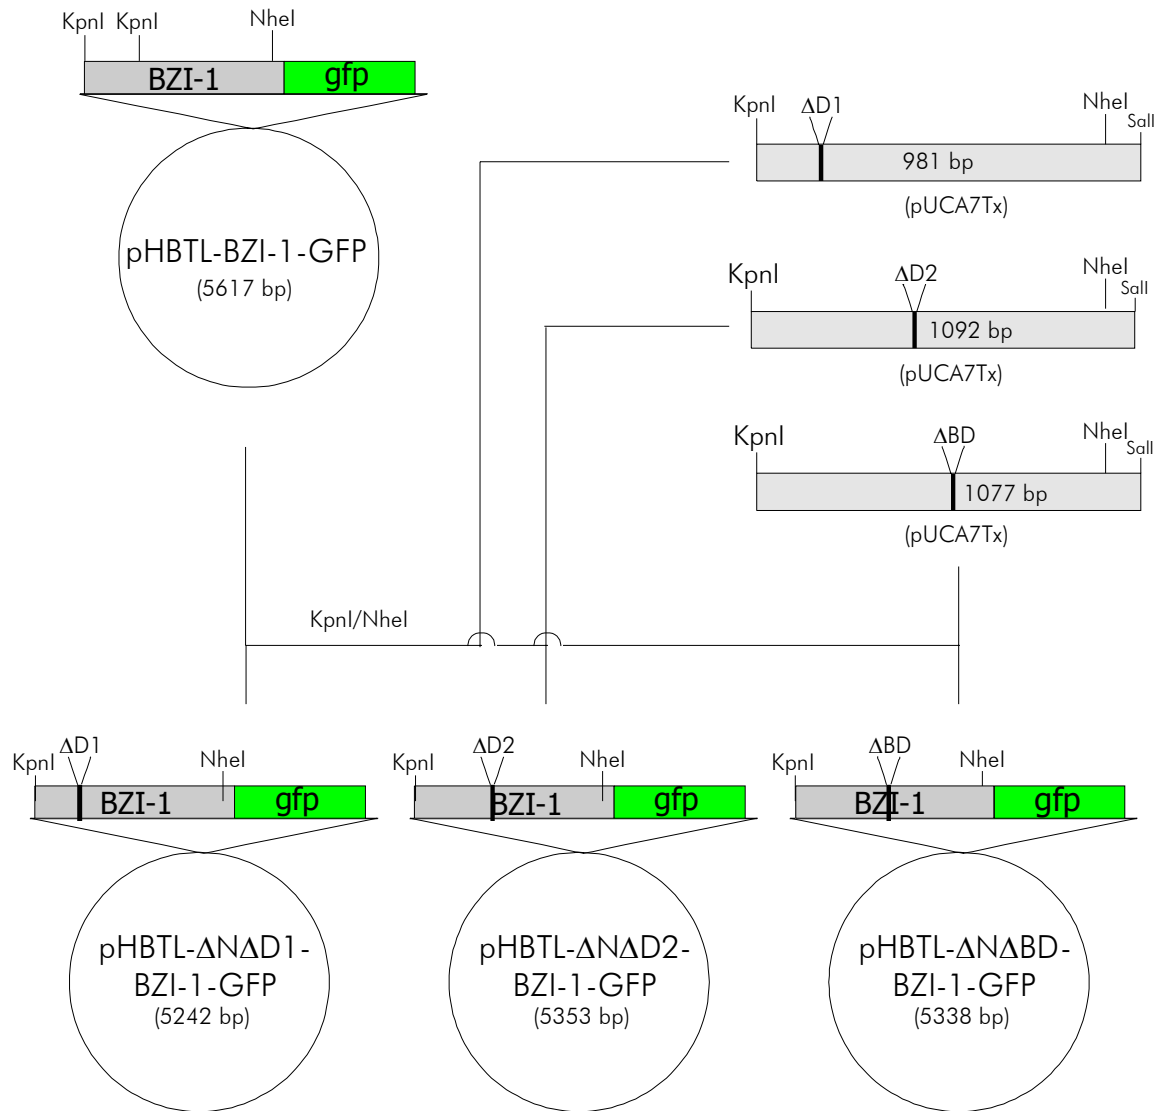 KpnI KpnI NheI
BZI-1 gfp
pHBTL-BZI-1-GFP
(5617 bp)
KpnI ΔD1 NheI SalI
981 bp
(pUCA7Tx)
KpnI ΔD2 NheI SalI
1092 bp
(pUCA7Tx)
KpnI ΔBD NheI SalI
1077 bp
(pUCA7Tx)
KpnI/NheI
KpnI ΔD1 NheI
BZI-1 gfp
pHBTL-ΔNΔD1-
BZI-1-GFP
(5242 bp)
KpnI ΔD2 NheI
BZI-1 gfp
pHBTL-ΔNΔD2-
BZI-1-GFP
(5353 bp)
KpnI ΔBD NheI
BZI-1 gfp
pHBTL-ΔNΔBD-
BZI-1-GFP
(5338 bp)